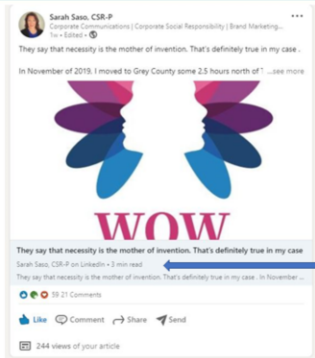 Sarah Saso, CSR-P
Corporate Communications | Corporate Social Responsibility | Brand Marketing...
1w • Edited •
They say that necessity is the mother of invention. That's definitely true in my case .
In November of 2019, I moved to Grey County some 2.5 hours north of T ...see more
WOW
They say that necessity is the mother of invention. That's definitely true in my case
Sarah Saso, CSR-P on LinkedIn • 3 min read
They say that necessity is the mother of invention. That's definitely true in my case . In November ...
59 21 Comments
Like Comment Share Send
244 views of your article